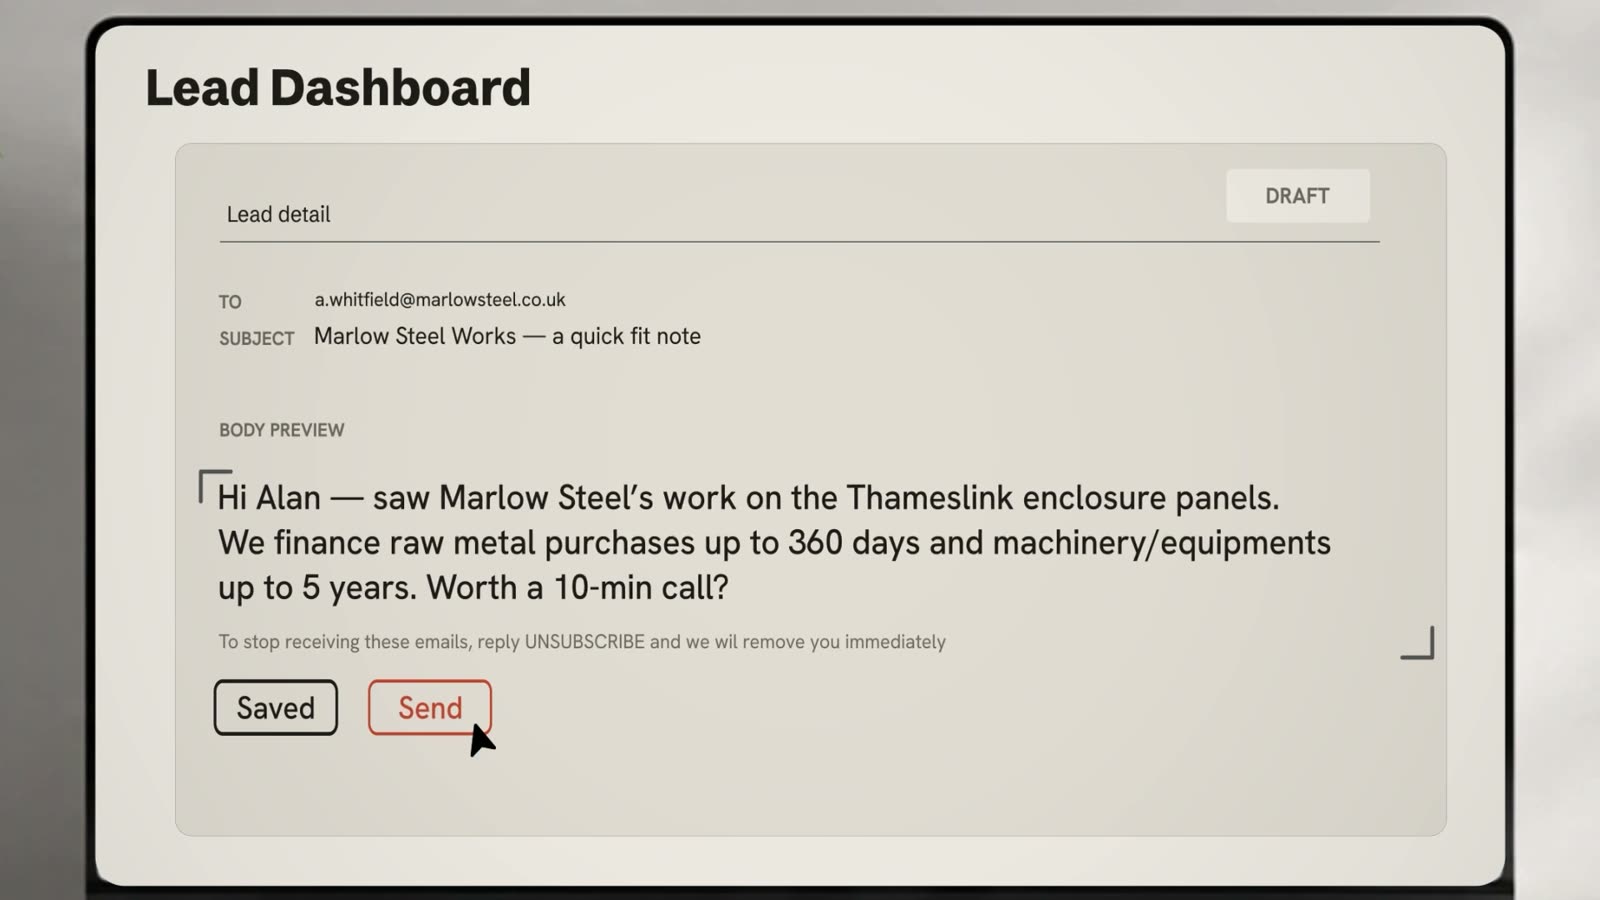 Lead Dashboard
DRAFT
Lead detail
TO a.whitfield@marlowsteel.co.uk
SUBJECT Marlow Steel Works — a quick fit note
BODY PREVIEW
Hi Alan — saw Marlow Steel’s work on the Thameslink enclosure panels.
We finance raw metal purchases up to 360 days and machinery/equipments
up to 5 years. Worth a 10-min call?
To stop receiving these emails, reply UNSUBSCRIBE and we wil remove you immediately
Saved Send